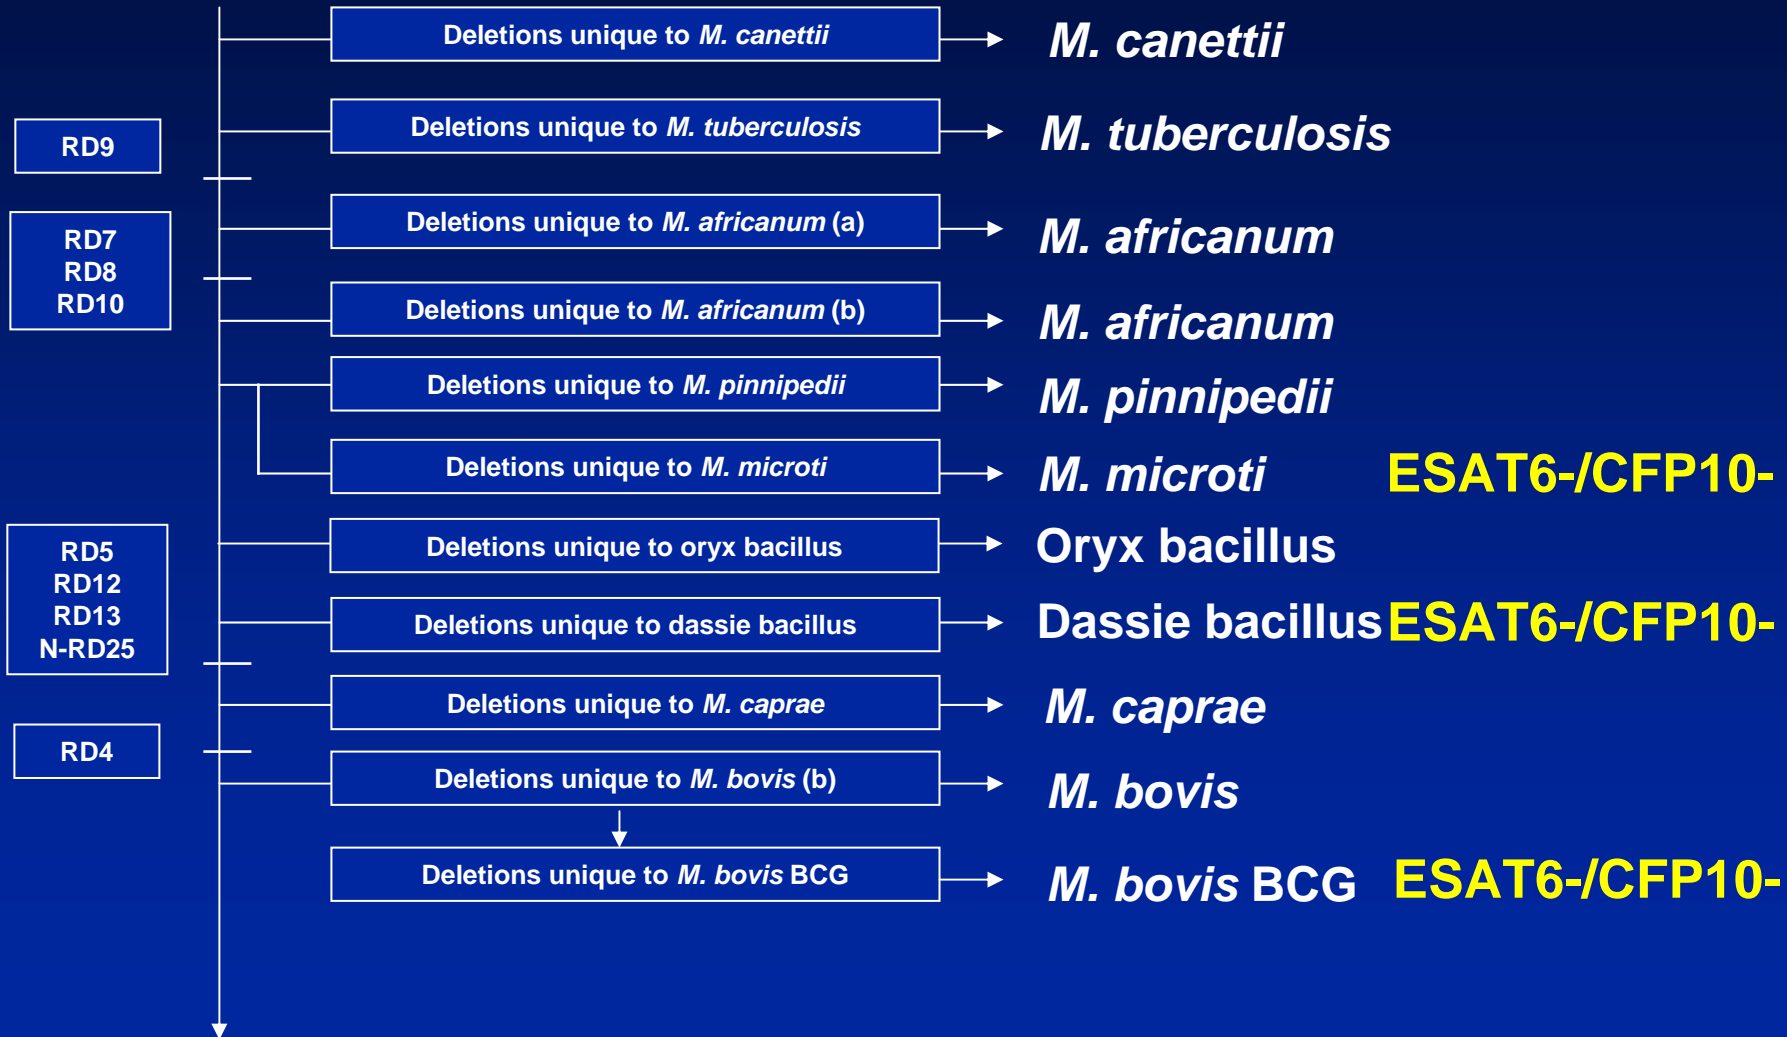 Deletions unique to M. canettii
M. canettii
RD9
Deletions unique to M. tuberculosis
M. tuberculosis
RD7
RD8
RD10
Deletions unique to M. africanum (a)
M. africanum
Deletions unique to M. africanum (b)
M. africanum
Deletions unique to M. pinnipedii
M. pinnipedii
Deletions unique to M. microti
M. microti ESAT6-/CFP10-
RD5
RD12
RD13
N-RD25
Deletions unique to oryx bacillus
Oryx bacillus
Deletions unique to dassie bacillus
Dassie bacillus ESAT6-/CFP10-
Deletions unique to M. caprae
M. caprae
RD4
Deletions unique to M. bovis (b)
M. bovis
Deletions unique to M. bovis BCG
M. bovis BCG ESAT6-/CFP10-